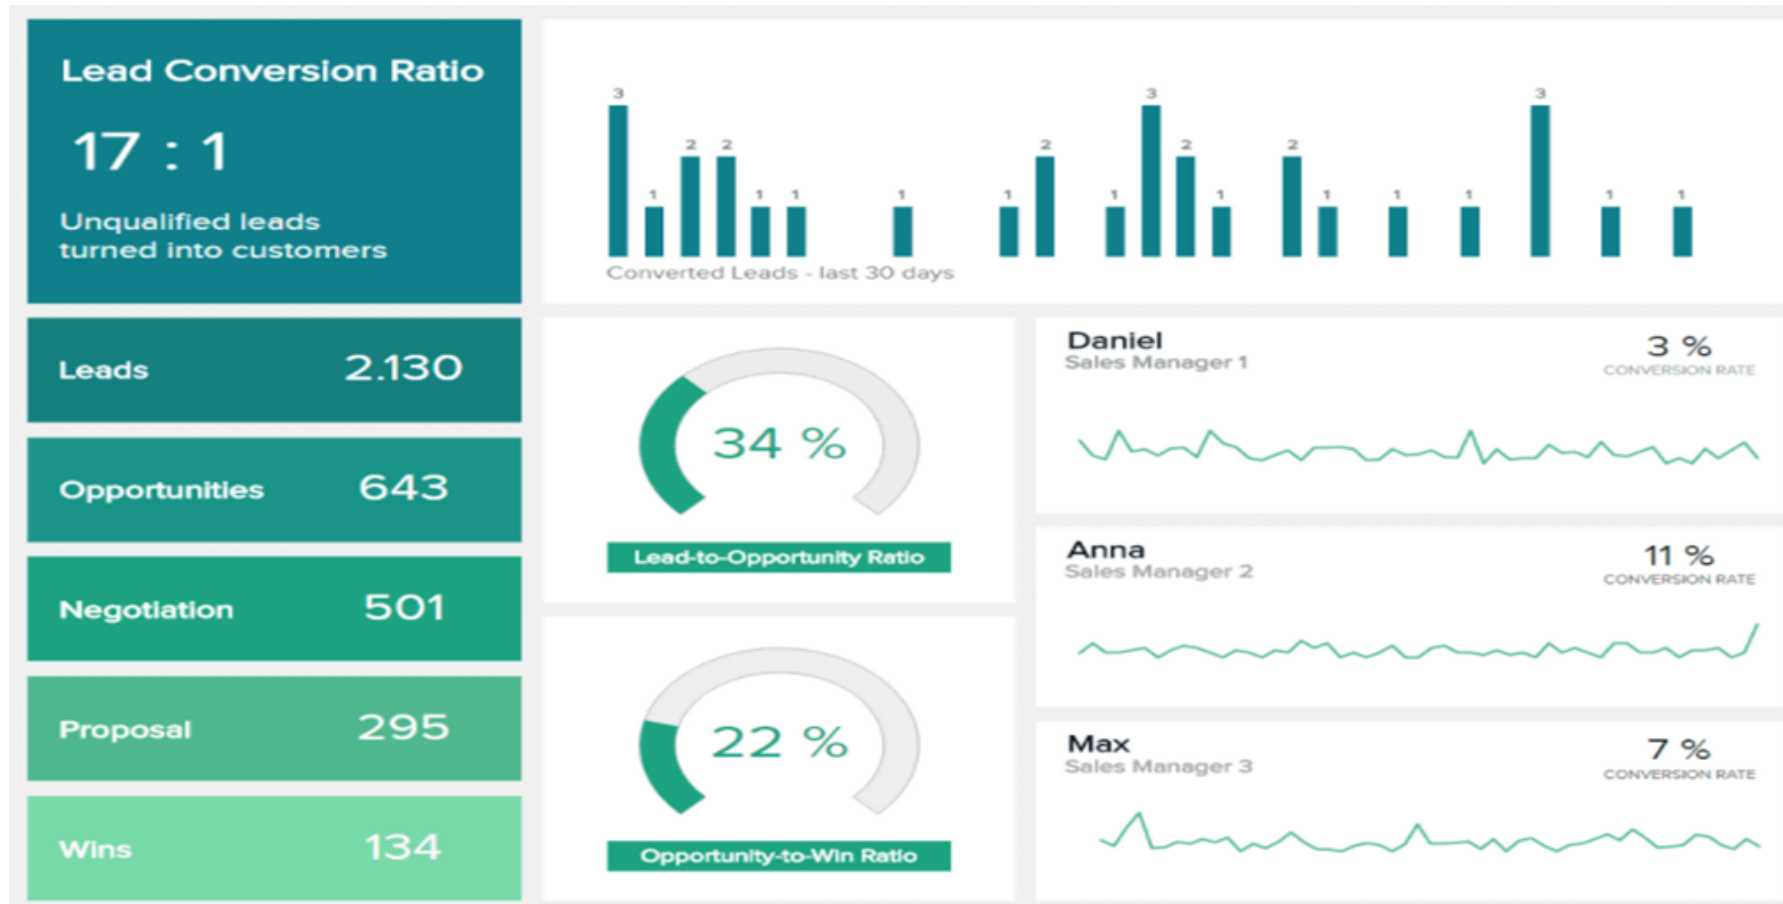 Lead Conversion Ratio
17 : 1
Unqualified leads
turned into customers
3
1
2
2
1
1
1
1
2
1
3
2
1
2
1
1
1
3
1
1
Converted Leads - last 30 days
Leads 2.130
Opportunities 643
Negotiation 501
Proposal 295
Wins 134
34 %
Lead-to-Opportunity Ratio
22 %
Opportunity-to-Win Ratio
Daniel
Sales Manager 1
3 %
CONVERSION RATE
Anna
Sales Manager 2
11 %
CONVERSION RATE
Max
Sales Manager 3
7 %
CONVERSION RATE